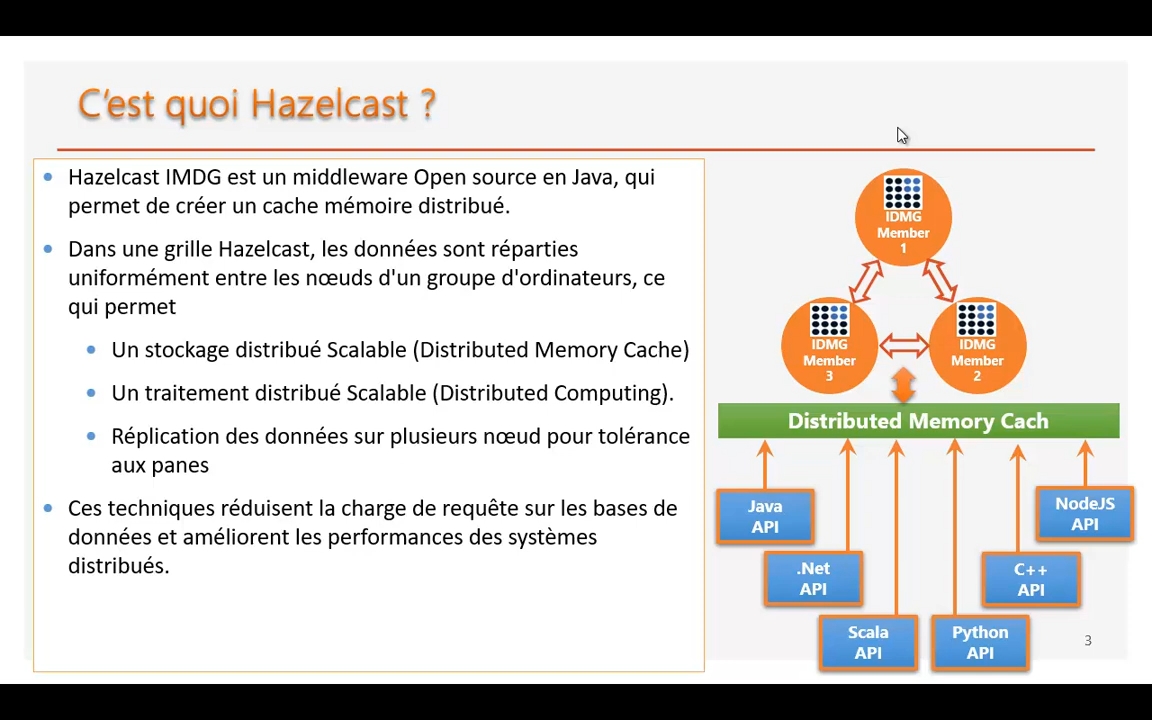 C'est quoi Hazelcast ?
Hazelcast IMDG est un middleware Open source en Java, qui
permet de créer un cache mémoire distribué.
Dans une grille Hazelcast, les données sont réparties
uniformément entre les nœuds d'un groupe d'ordinateurs, ce
qui permet
Un stockage distribué Scalable (Distributed Memory Cache)
Un traitement distribué Scalable (Distributed Computing).
Réplication des données sur plusieurs nœud pour tolérance
aux panes
Ces techniques réduisent la charge de requête sur les bases de
données et améliorent les performances des systèmes
distribués.
IDMG
Member
1
IDMG
Member
3
IDMG
Member
2
Distributed Memory Cach
Java
API
.Net
API
Scala
API
Python
API
C++
API
NodeJS
API
3